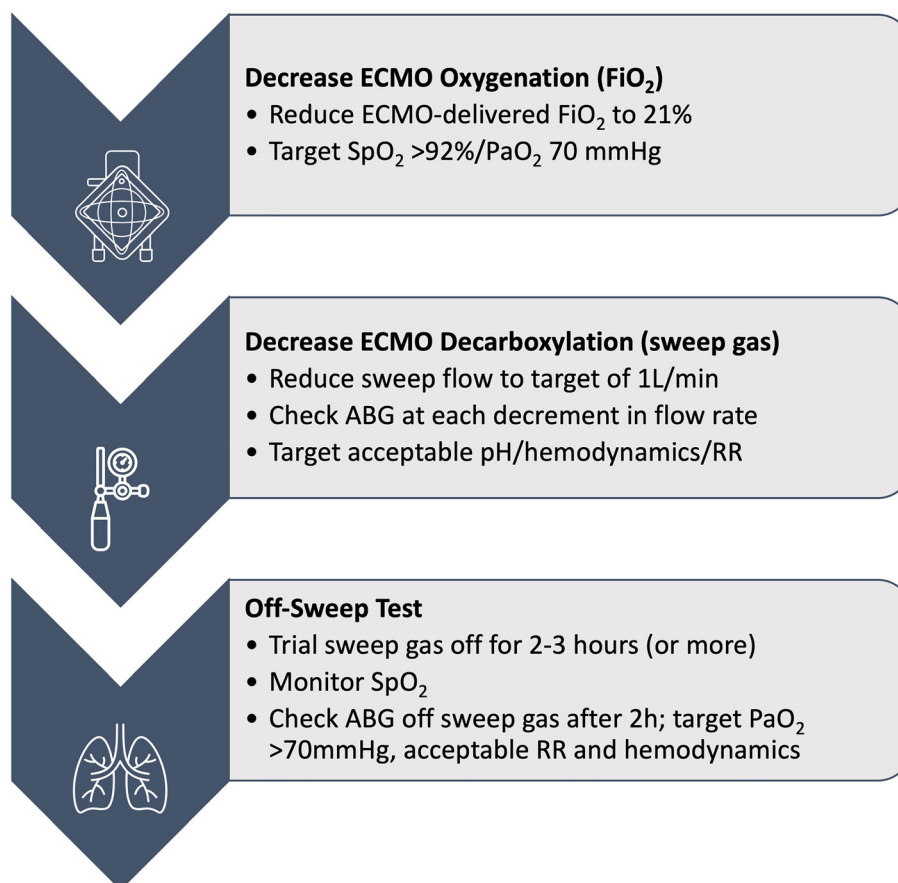 Decrease ECMO Oxygenation (FiO₂)
• Reduce ECMO-delivered FiO₂ to 21%
• Target SpO₂ >92%/PaO₂ 70 mmHg
Decrease ECMO Decarboxylation (sweep gas)
• Reduce sweep flow to target of 1L/min
• Check ABG at each decrement in flow rate
• Target acceptable pH/hemodynamics/RR
Off-Sweep Test
• Trial sweep gas off for 2-3 hours (or more)
• Monitor SpO₂
• Check ABG off sweep gas after 2h; target PaO₂
>70mmHg, acceptable RR and hemodynamics